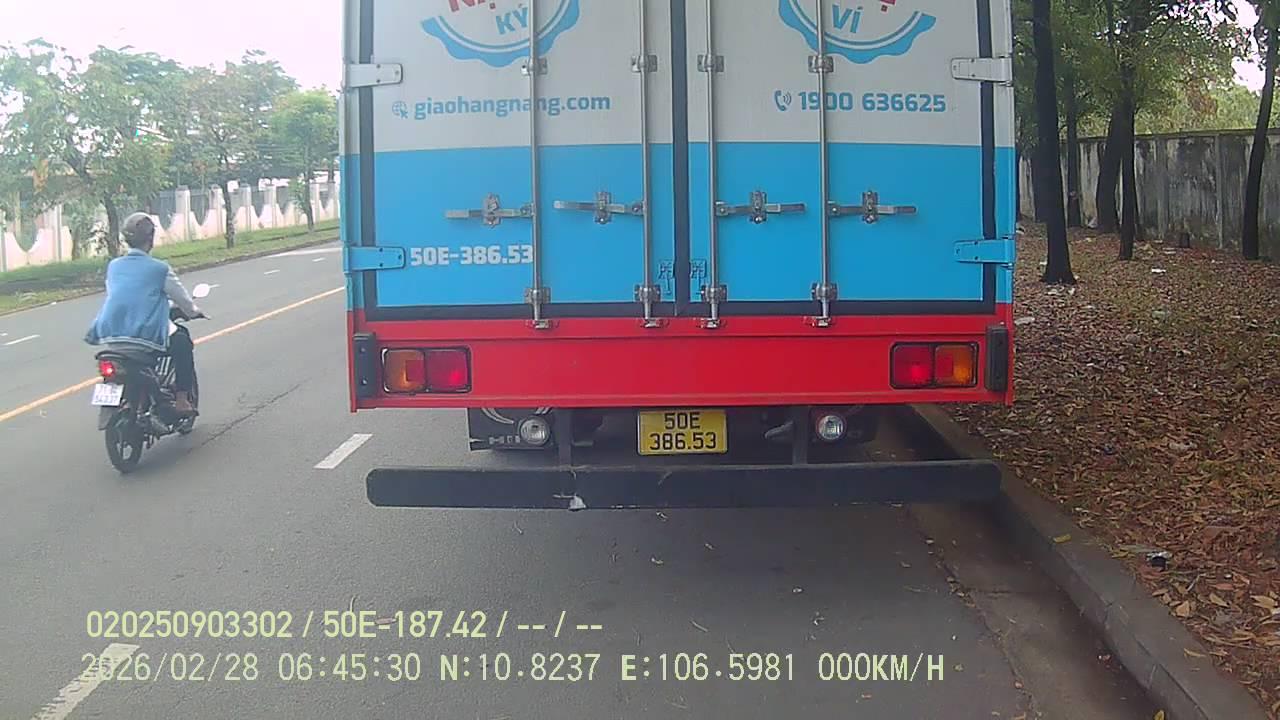 KÝ
VÍ
giaohangnang.com
1900 636625
50E-386.53
50E
386.53
020250903302 / 50E-187.42 / -- / --
2026/02/28 06:45:30 N:10.8237 E:106.5981 000KM/H